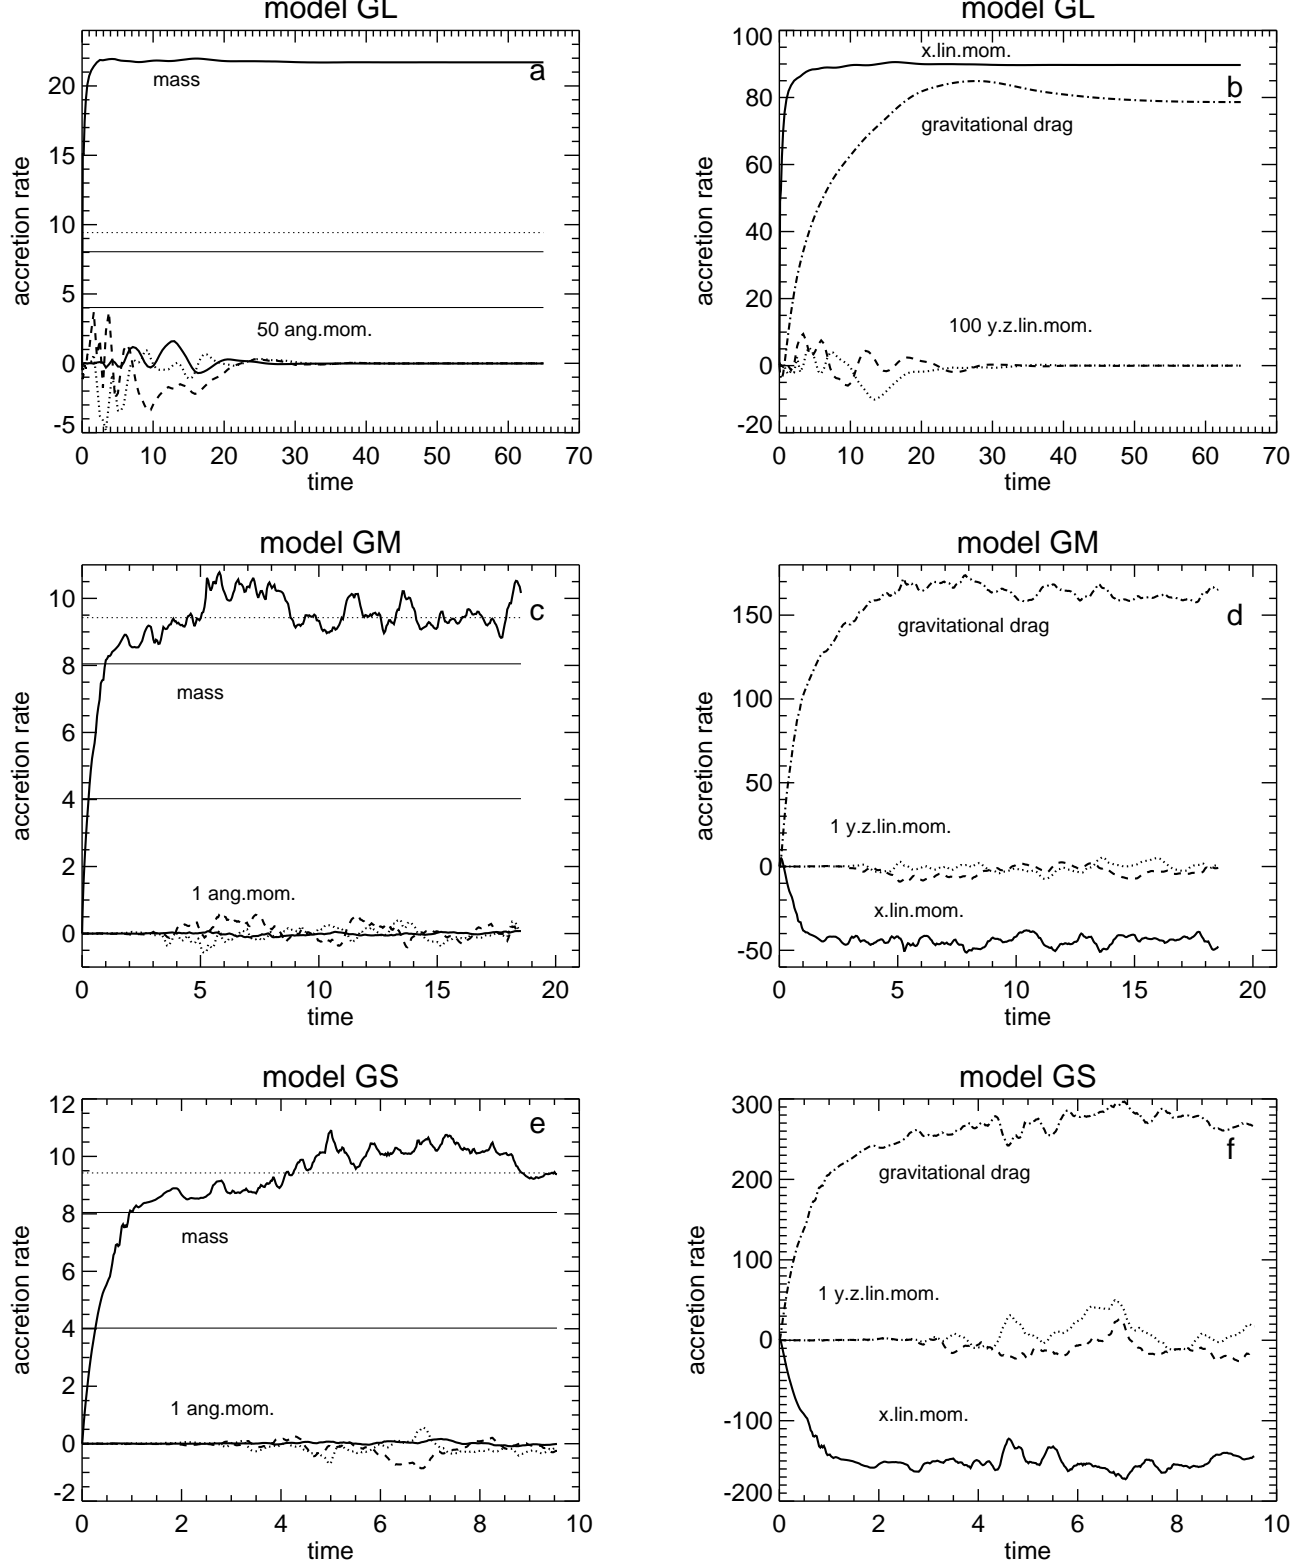 model GL
a
mass
50 ang.mom.
20
15
10
5
0
-5
accretion rate
0 10 20 30 40 50 60 70
time
model GL
x.lin.mom.
b
gravitational drag
100 y.z.lin.mom.
100
80
60
40
20
0
-20
accretion rate
0 10 20 30 40 50 60 70
time
model GM
c
mass
1 ang.mom.
10
8
6
4
2
0
accretion rate
0 5 10 15 20
time
model GM
d
gravitational drag
1 y.z.lin.mom.
x.lin.mom.
150
100
50
0
-50
accretion rate
0 5 10 15 20
time
model GS
e
mass
1 ang.mom.
12
10
8
6
4
2
0
-2
accretion rate
0 2 4 6 8 10
time
model GS
f
gravitational drag
1 y.z.lin.mom.
x.lin.mom.
300
200
100
0
-100
-200
accretion rate
0 2 4 6 8 10
time